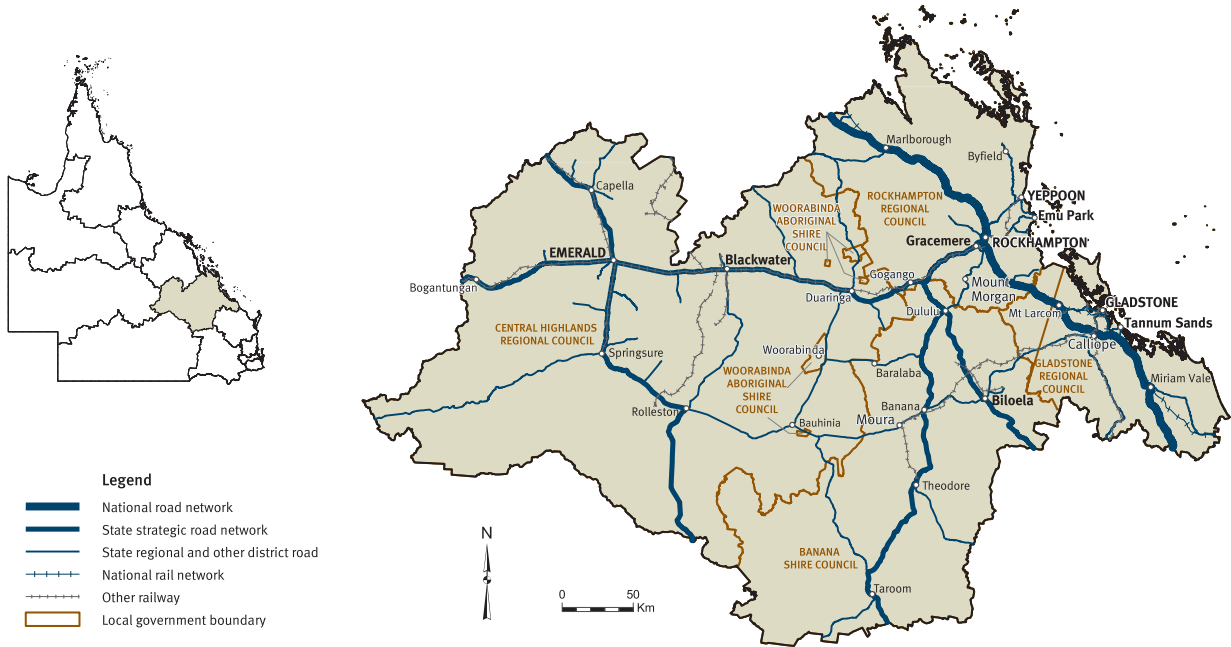 Marlborough
Byfield
YEPPOON
Emu Park
ROCKHAMPTON
REGIONAL
COUNCIL
WOORABINDA
ABORIGINAL
SHIRE
COUNCIL
Gracemere
ROCKHAMPTON
Capella
EMERALD
Blackwater
Bogantungan
Gogango
Duaringa
Mount
Morgan
Mt Larcom
GLADSTONE
Tannum Sands
Dululu
Calliope
CENTRAL HIGHLANDS
REGIONAL COUNCIL
Springsure
Woorabinda
WOORABINDA
ABORIGINAL
SHIRE
COUNCIL
Baralaba
GLADSTONE
REGIONAL
COUNCIL
Miriam Vale
Rolleston
Banana
Biloela
Bauhinia
Moura
Theodore
BANANA
SHIRE COUNCIL
Taroom
Legend
National road network
State strategic road network
State regional and other district road
National rail network
Other railway
Local government boundary
N
0 50
Km